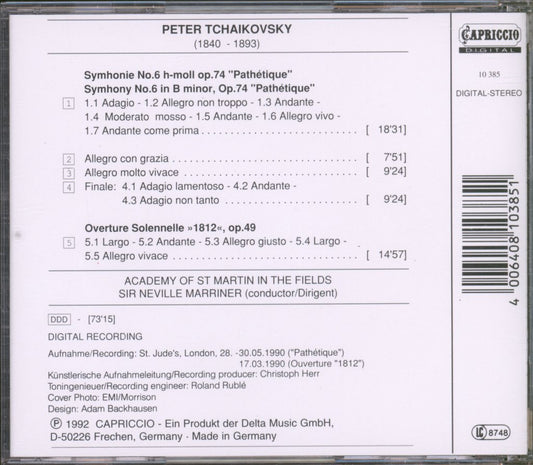 PETER TCHAIKOVSKY
(1840 - 1893)
CAPRICCIO
DIGITAL
10 385
DIGITAL-STEREO
Symphonie No.6 h-moll op.74 "Pathétique"
Symphony No.6 in B minor, Op.74 "Pathétique"
1 1.1 Adagio - 1.2 Allegro non troppo - 1.3 Andante -
1.4 Moderato mosso - 1.5 Andante - 1.6 Allegro vivo -
1.7 Andante come prima . . . . . . . . . . . . . . . . . . . . . . . . . . . [ 18'31]
2 Allegro con grazia . . . . . . . . . . . . . . . . . . . . . . . . . . . . . . . [ 7'51]
3 Allegro molto vivace . . . . . . . . . . . . . . . . . . . . . . . . . . . . . [ 9'24]
4 Finale: 4.1 Adagio lamentoso - 4.2 Andante -
4.3 Adagio non tanto . . . . . . . . . . . . . . . . . . . . . . [ 9'24]
Overture Solennelle »1812«, op.49
5 5.1 Largo - 5.2 Andante - 5.3 Allegro giusto - 5.4 Largo -
5.5 Allegro vivace . . . . . . . . . . . . . . . . . . . . . . . . . . . . . . . . [ 14'57]
ACADEMY OF ST MARTIN IN THE FIELDS
SIR NEVILLE MARRINER (conductor/Dirigent)
4 006408 103851
DDD - [73'15]
DIGITAL RECORDING
Aufnahme/Recording: St. Jude's, London, 28. -30.05.1990 ("Pathétique")
17.03.1990 (Ouverture "1812")
Künstlerische Aufnahmeleitung/Recording producer: Christoph Herr
Toningenieuer/Recording engineer: Roland Rublé
Cover Photo: EMI/Morrison
Design: Adam Backhausen
℗ 1992 CAPRICCIO - Ein Produkt der Delta Music GmbH,
D-50226 Frechen, Germany - Made in Germany
LC 8748